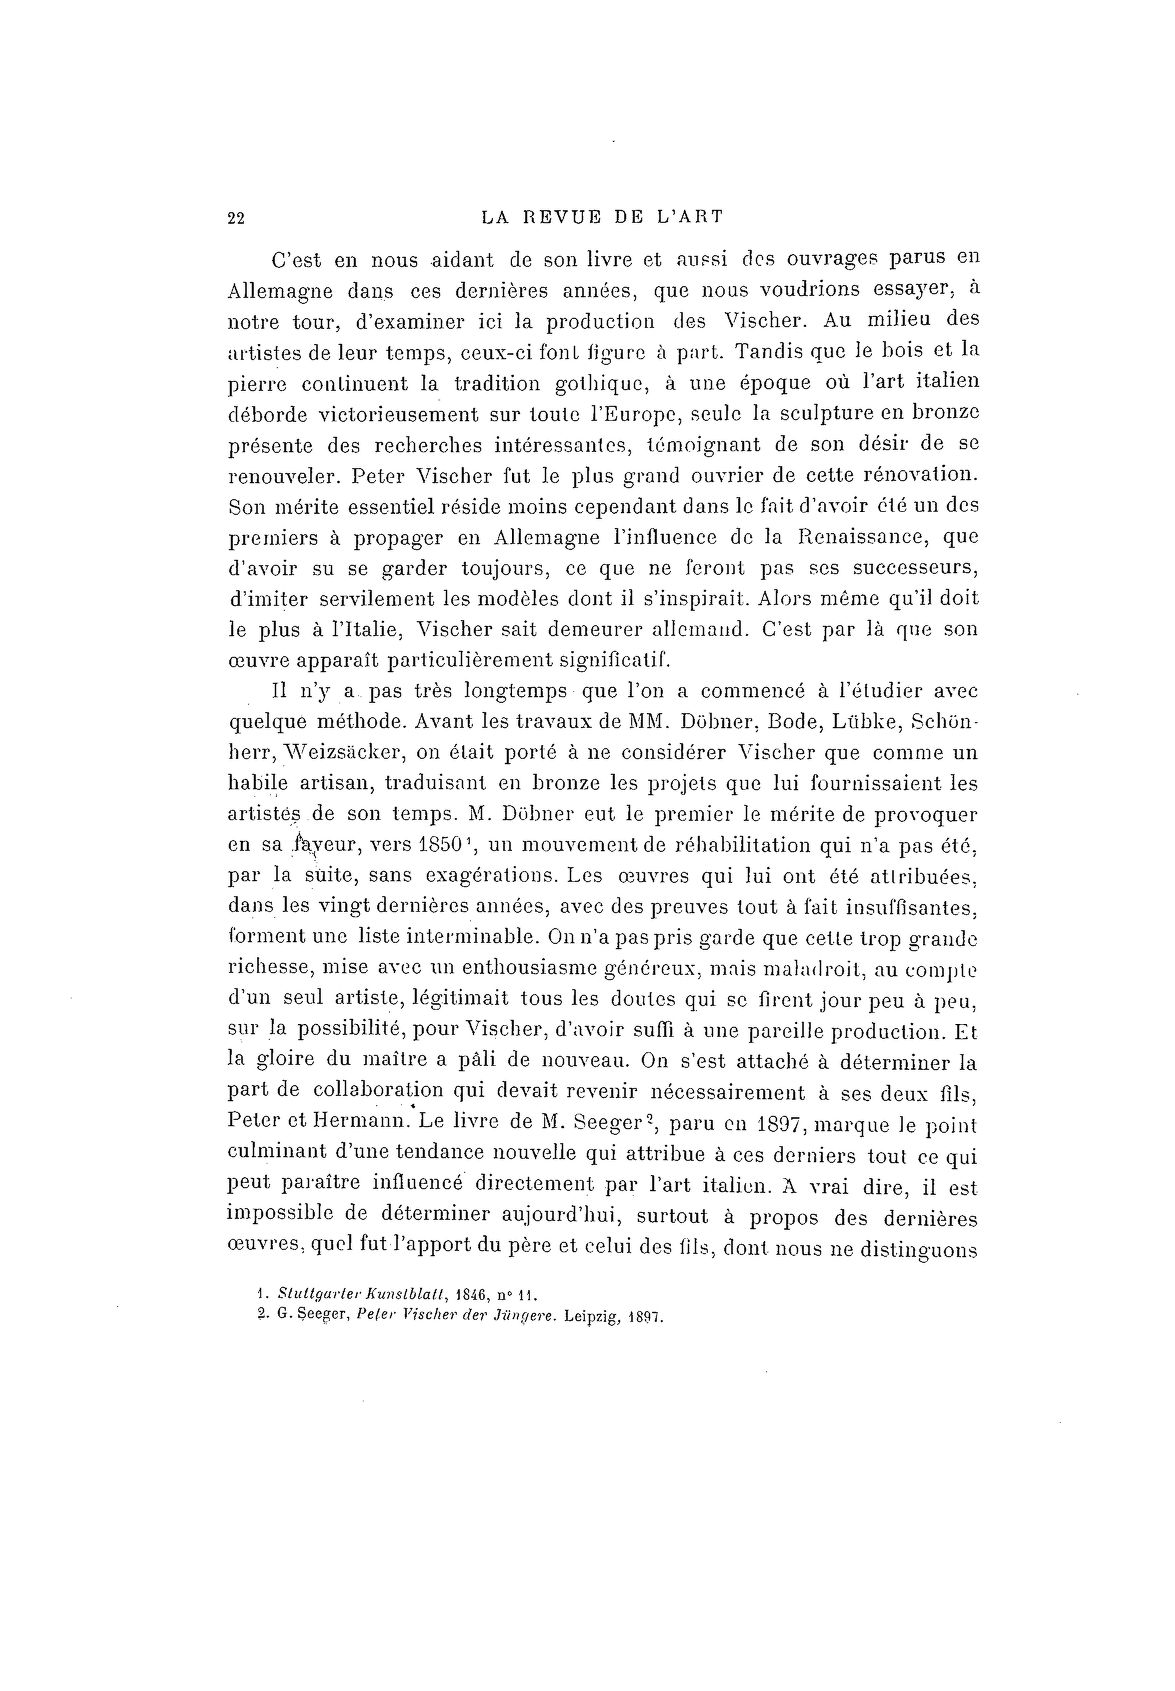 22 LA REVUE DE L'ART
C'est en nous aidant de son livre et aussi des ouvrages parus en
Allemagne dans ces dernières années, que nous voudrions essayer, à
notre tour, d'examiner ici la production des Vischer. Au milieu des
artistes de leur temps, ceux-ci font figure à part. Tandis que le bois et la
pierre continuent la tradition gothique, à une époque où l'art italien
déborde victorieusement sur toute l'Europe, seule la sculpture en bronze
présente des recherches intéressantes, témoignant de son désir de se
renouveler. Peter Vischer fut le plus grand ouvrier de cette rénovation.
Son mérite essentiel réside moins cependant dans le fait d'avoir été un des
premiers à propager en Allemagne l'influence de la Renaissance, que
d'avoir su se garder toujours, ce que ne feront pas ses successeurs,
d'imiter servilement les modèles dont il s'inspirait. Alors même qu'il doit
le plus à l'Italie, Vischer sait demeurer allemand. C'est par là que son
œuvre apparaît particulièrement significatif.
Il n'y a pas très longtemps que l'on a commencé à l'étudier avec
quelque méthode. Avant les travaux de MM. Döbner, Bode, Lübke, Schön-
herr, Weizsäcker, on était porté à ne considérer Vischer que comme un
habile artisan, traduisant en bronze les projets que lui fournissaient les
artistes de son temps. M. Döbner eut le premier le mérite de provoquer
en sa faveur, vers 1850¹, un mouvement de réhabilitation qui n'a pas été,
par la suite, sans exagérations. Les œuvres qui lui ont été attribuées,
dans les vingt dernières années, avec des preuves tout à fait insuffisantes,
forment une liste interminable. On n'a pas pris garde que cette trop grande
richesse, mise avec un enthousiasme généreux, mais maladroit, au compte
d'un seul artiste, légitimait tous les doutes qui se firent jour peu à peu,
sur la possibilité, pour Vischer, d'avoir suffi à une pareille production. Et
la gloire du maître a pâli de nouveau. On s'est attaché à déterminer la
part de collaboration qui devait revenir nécessairement à ses deux fils,
Peter et Hermann. Le livre de M. Seeger², paru en 1897, marque le point
culminant d'une tendance nouvelle qui attribue à ces derniers tout ce qui
peut paraître influencé directement par l'art italien. A vrai dire, il est
impossible de déterminer aujourd'hui, surtout à propos des dernières
œuvres, quel fut l'apport du père et celui des fils, dont nous ne distinguons
1. Stuttgarter Kunstblatt, 1846, n° 11.
2. G. Seeger, Peter Vischer der Jüngere. Leipzig, 1897.